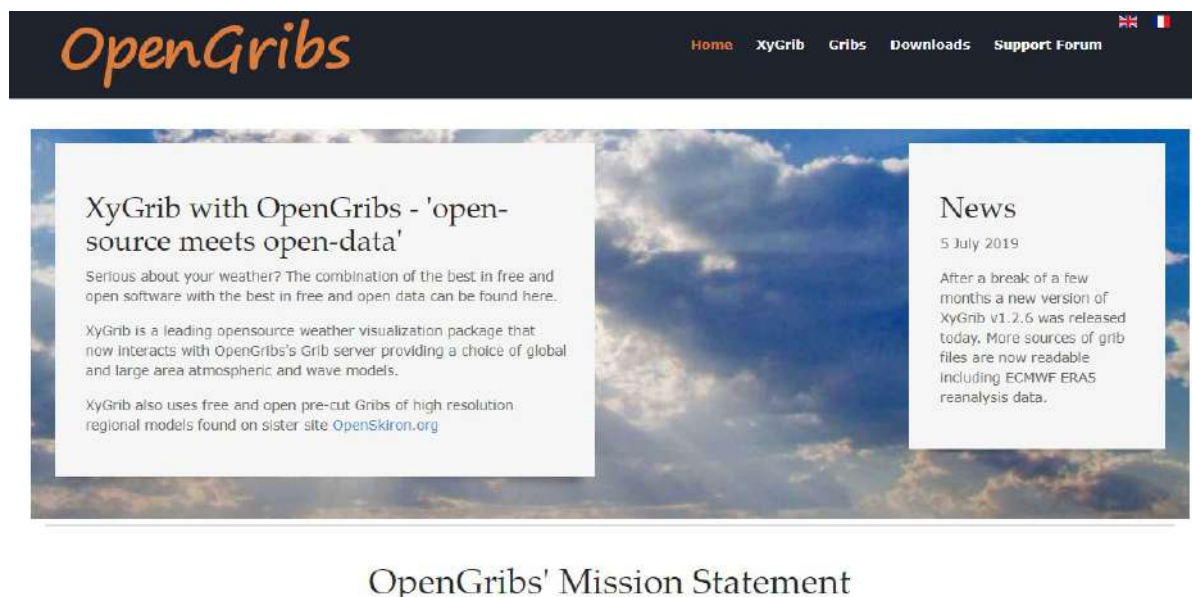 OpenGribs
Home XyGrib Gribs Downloads Support Forum
XyGrib with OpenGribs - 'open-
source meets open-data'
Serious about your weather? The combination of the best in free and
open software with the best in free and open data can be found here.
XyGrib is a leading opensource weather visualization package that
now interacts with OpenGribs's Grib server providing a choice of global
and large area atmospheric and wave models.
XyGrib also uses free and open pre-cut Gribs of high resolution
regional models found on sister site OpenSkiron.org
News
5 July 2019
After a break of a few
months a new version of
XyGrib v1.2.6 was released
today. More sources of grib
files are now readable
including ECMWF ERA5
reanalysis data.
OpenGribs' Mission Statement